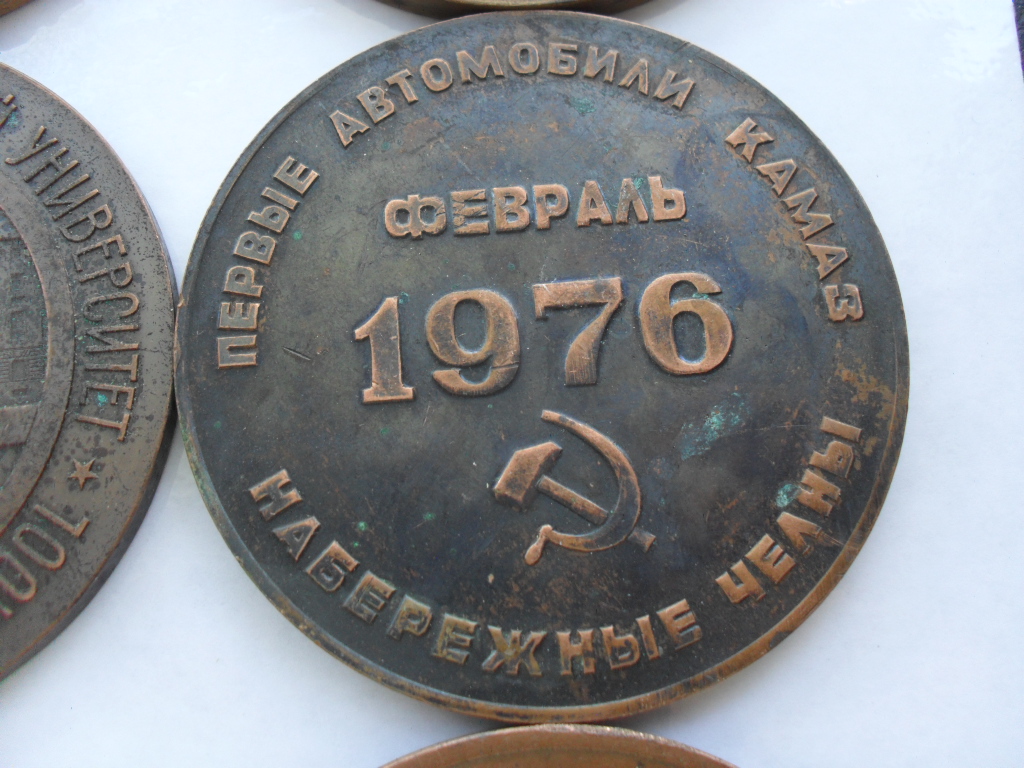 ПЕРВЫЕ АВТОМОБИЛИ КАМАЗ
ФЕВРАЛЬ
1976
НАБЕРЕЖНЫЕ ЧЕЛНЫ
УНИВЕРСИТЕТ